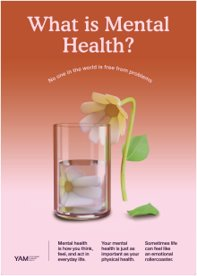 What is Mental
Health?
No one in the world is free from problems
YAM
Mental health
is how you think,
feel, and act in
everyday life.
Your mental
health is just as
important as your
physical health.
Sometimes life
can feel like
an emotional
rollercoaster.